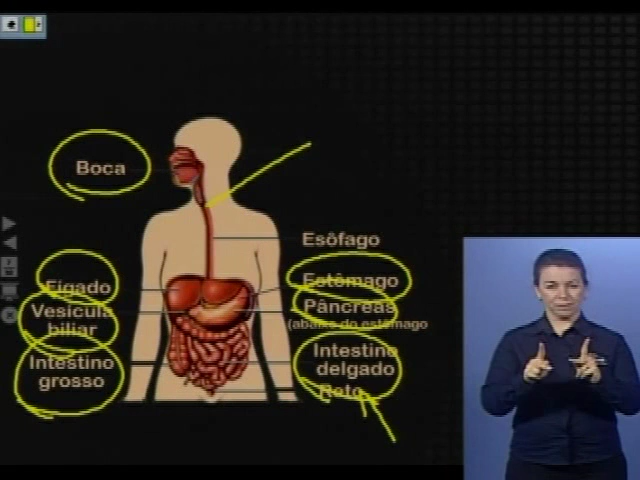 Boca
Esôfago
Fígado
Estômago
Vesícula
biliar
Pâncreas
(abaixo do estômago
Intestino
grosso
Intestino
delgado
Reto